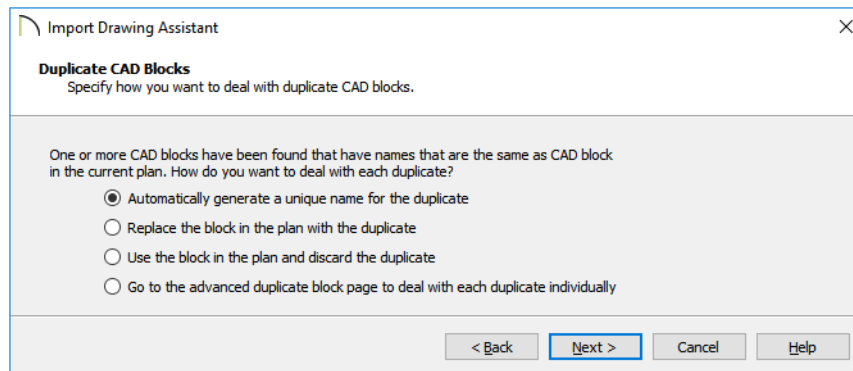 Import Drawing Assistant
Duplicate CAD Blocks
Specify how you want to deal with duplicate CAD blocks.
One or more CAD blocks have been found that have names that are the same as CAD block
in the current plan. How do you want to deal with each duplicate?
Automatically generate a unique name for the duplicate
Replace the block in the plan with the duplicate
Use the block in the plan and discard the duplicate
Go to the advanced duplicate block page to deal with each duplicate individually
< Back Next > Cancel Help